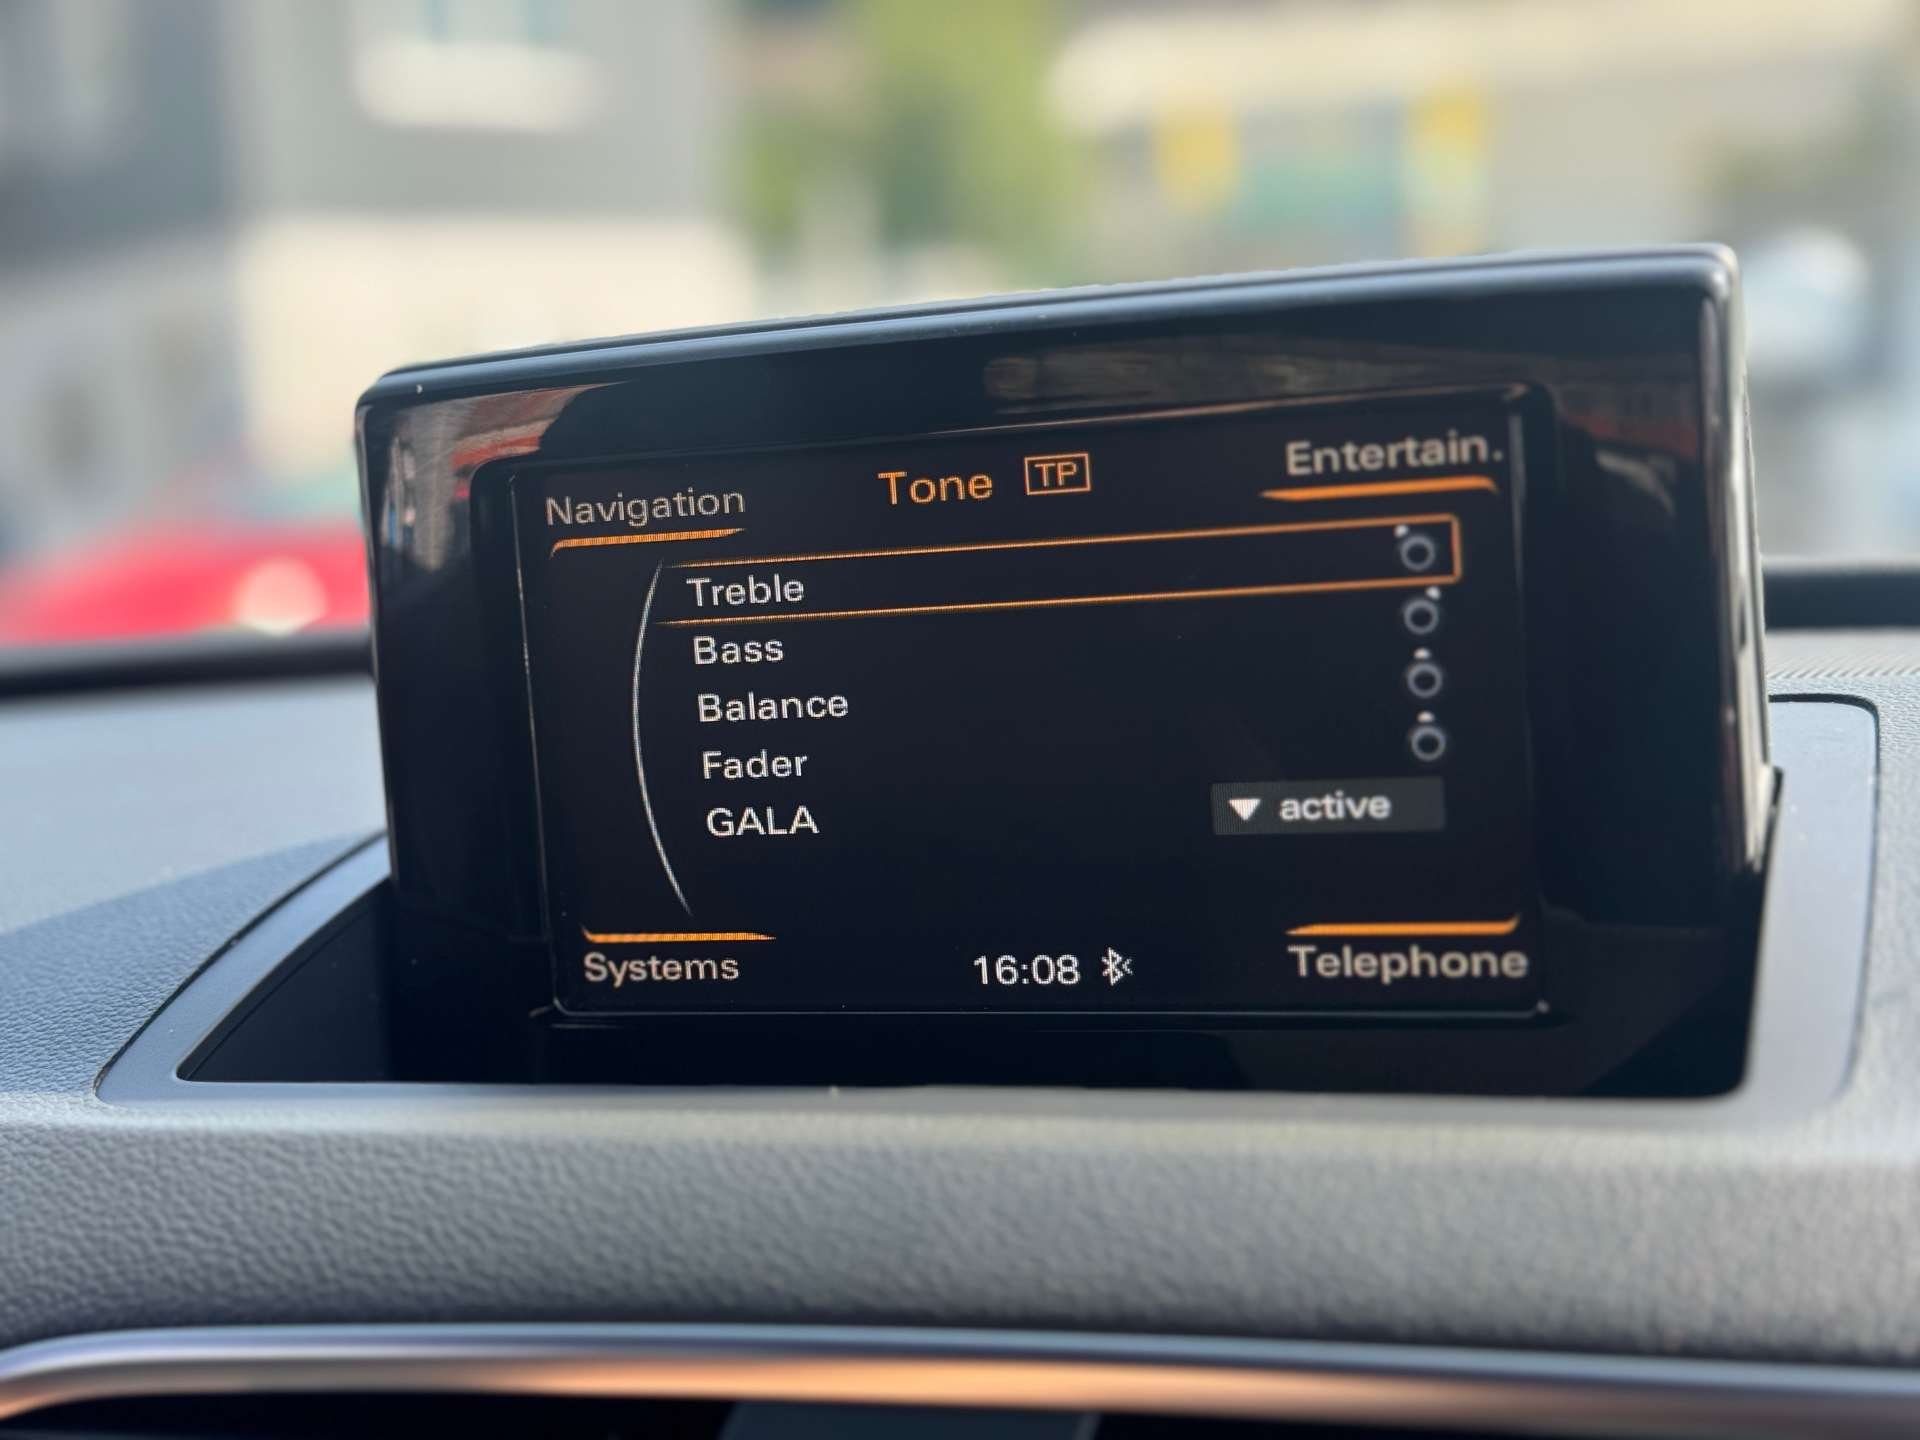 Navigation
Tone TP
Entertain.
Treble
Bass
Balance
Fader
GALA
active
Systems
16:08
Telephone